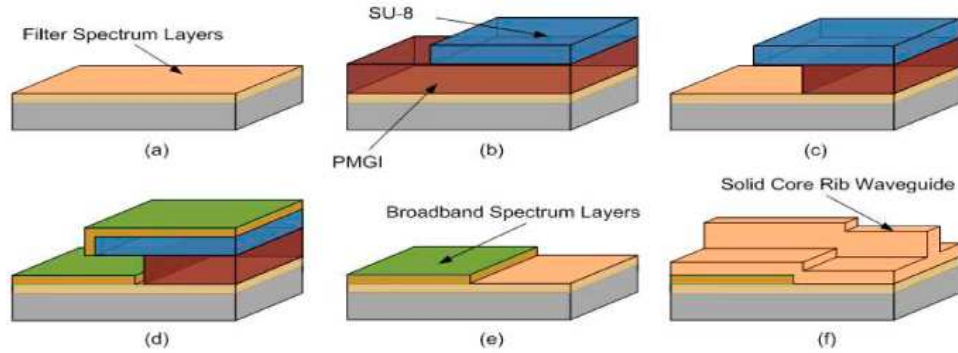 Filter Spectrum Layers
(a)
SU-8
PMGI
(b)
(c)
(d)
Broadband Spectrum Layers
(e)
Solid Core Rib Waveguide
(f)